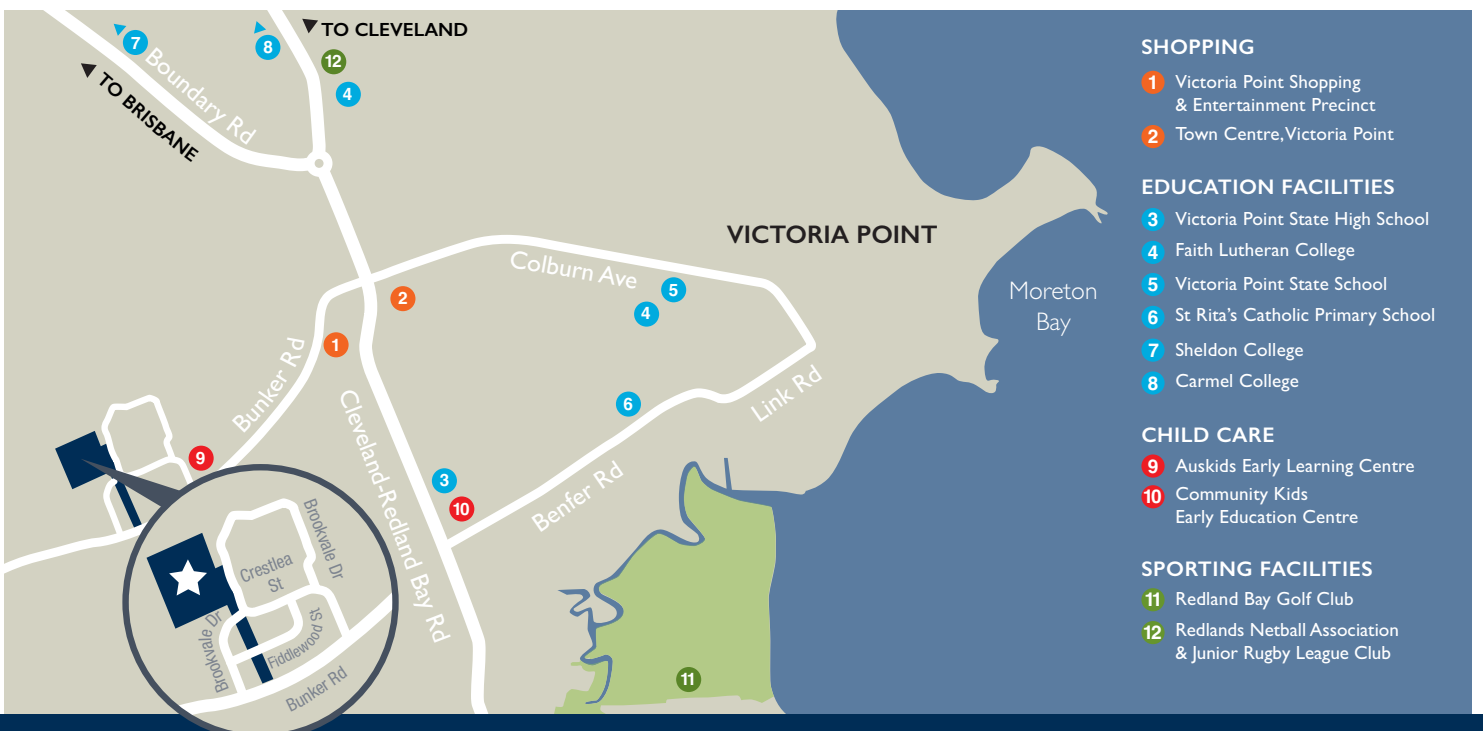 TO CLEVELAND
7
8
12
4
Boundary Rd
TO BRISBANE
VICTORIA POINT
Colburn Ave
5
4
2
1
Moreton
Bay
Bunker Rd
Link Rd
6
Cleveland-Redland Bay Rd
9
3
10
Benfer Rd
Brookvale Dr
Crestlea
St
Brookvale Dr
Fiddlewood St
Bunker Rd
11
SHOPPING
1 Victoria Point Shopping
& Entertainment Precinct
2 Town Centre, Victoria Point
EDUCATION FACILITIES
3 Victoria Point State High School
4 Faith Lutheran College
5 Victoria Point State School
6 St Rita's Catholic Primary School
7 Sheldon College
8 Carmel College
CHILD CARE
9 Auskids Early Learning Centre
10 Community Kids
Early Education Centre
SPORTING FACILITIES
11 Redland Bay Golf Club
12 Redlands Netball Association
& Junior Rugby League Club